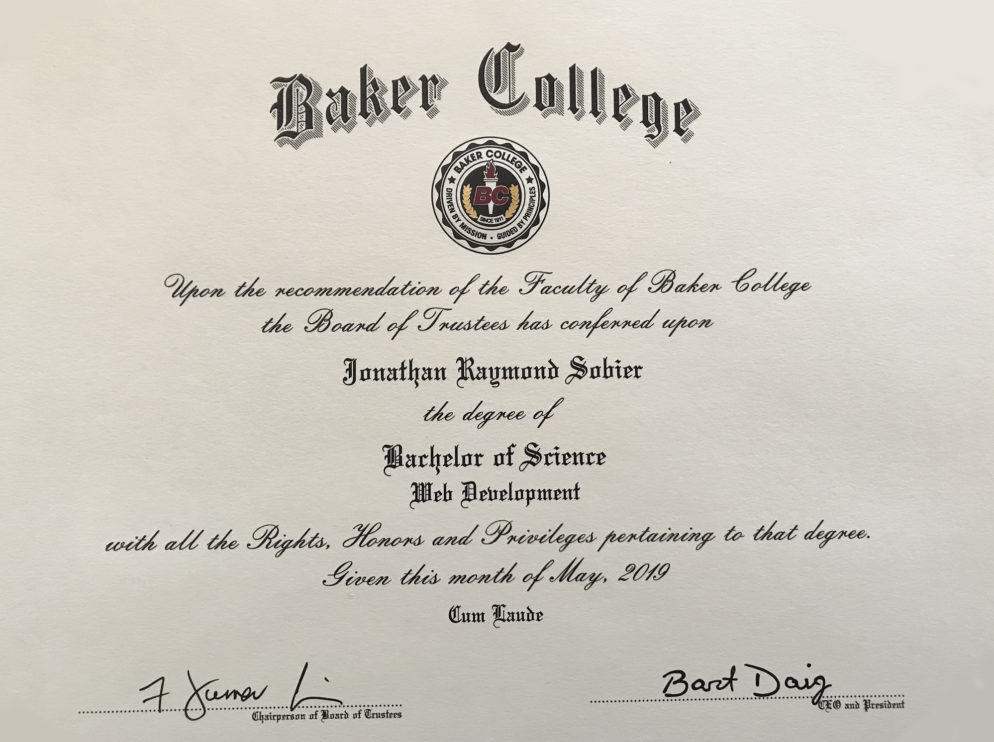 Baker College
BAKER COLLEGE
BC
SINCE 1911
DRIVEN BY MISSION • GUIDED BY PRINCIPLES
Upon the recommendation of the Faculty of Baker College
the Board of Trustees has conferred upon
Jonathan Raymond Sobier
the degree of
Bachelor of Science
Web Development
with all the Rights, Honors and Privileges pertaining to that degree.
Given this month of May, 2019
Cum Laude
Bart Daig
Chairperson of Board of Trustees
CEO and President